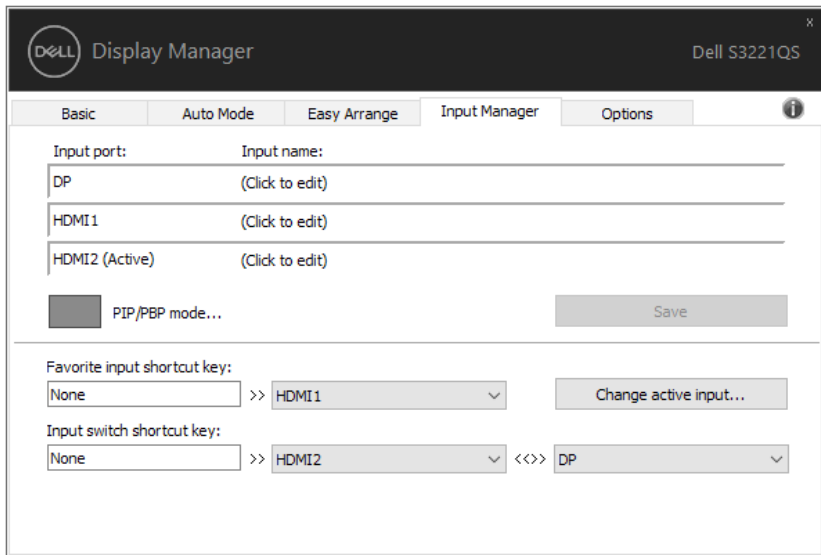 x
DELL Display Manager Dell S3221QS
Basic Auto Mode Easy Arrange Input Manager Options i
Input port: Input name:
DP (Click to edit)
HDMI1 (Click to edit)
HDMI2 (Active) (Click to edit)
PIP/PBP mode... Save
Favorite input shortcut key:
None >> HDMI1 Change active input...
Input switch shortcut key:
None >> HDMI2 <<>> DP